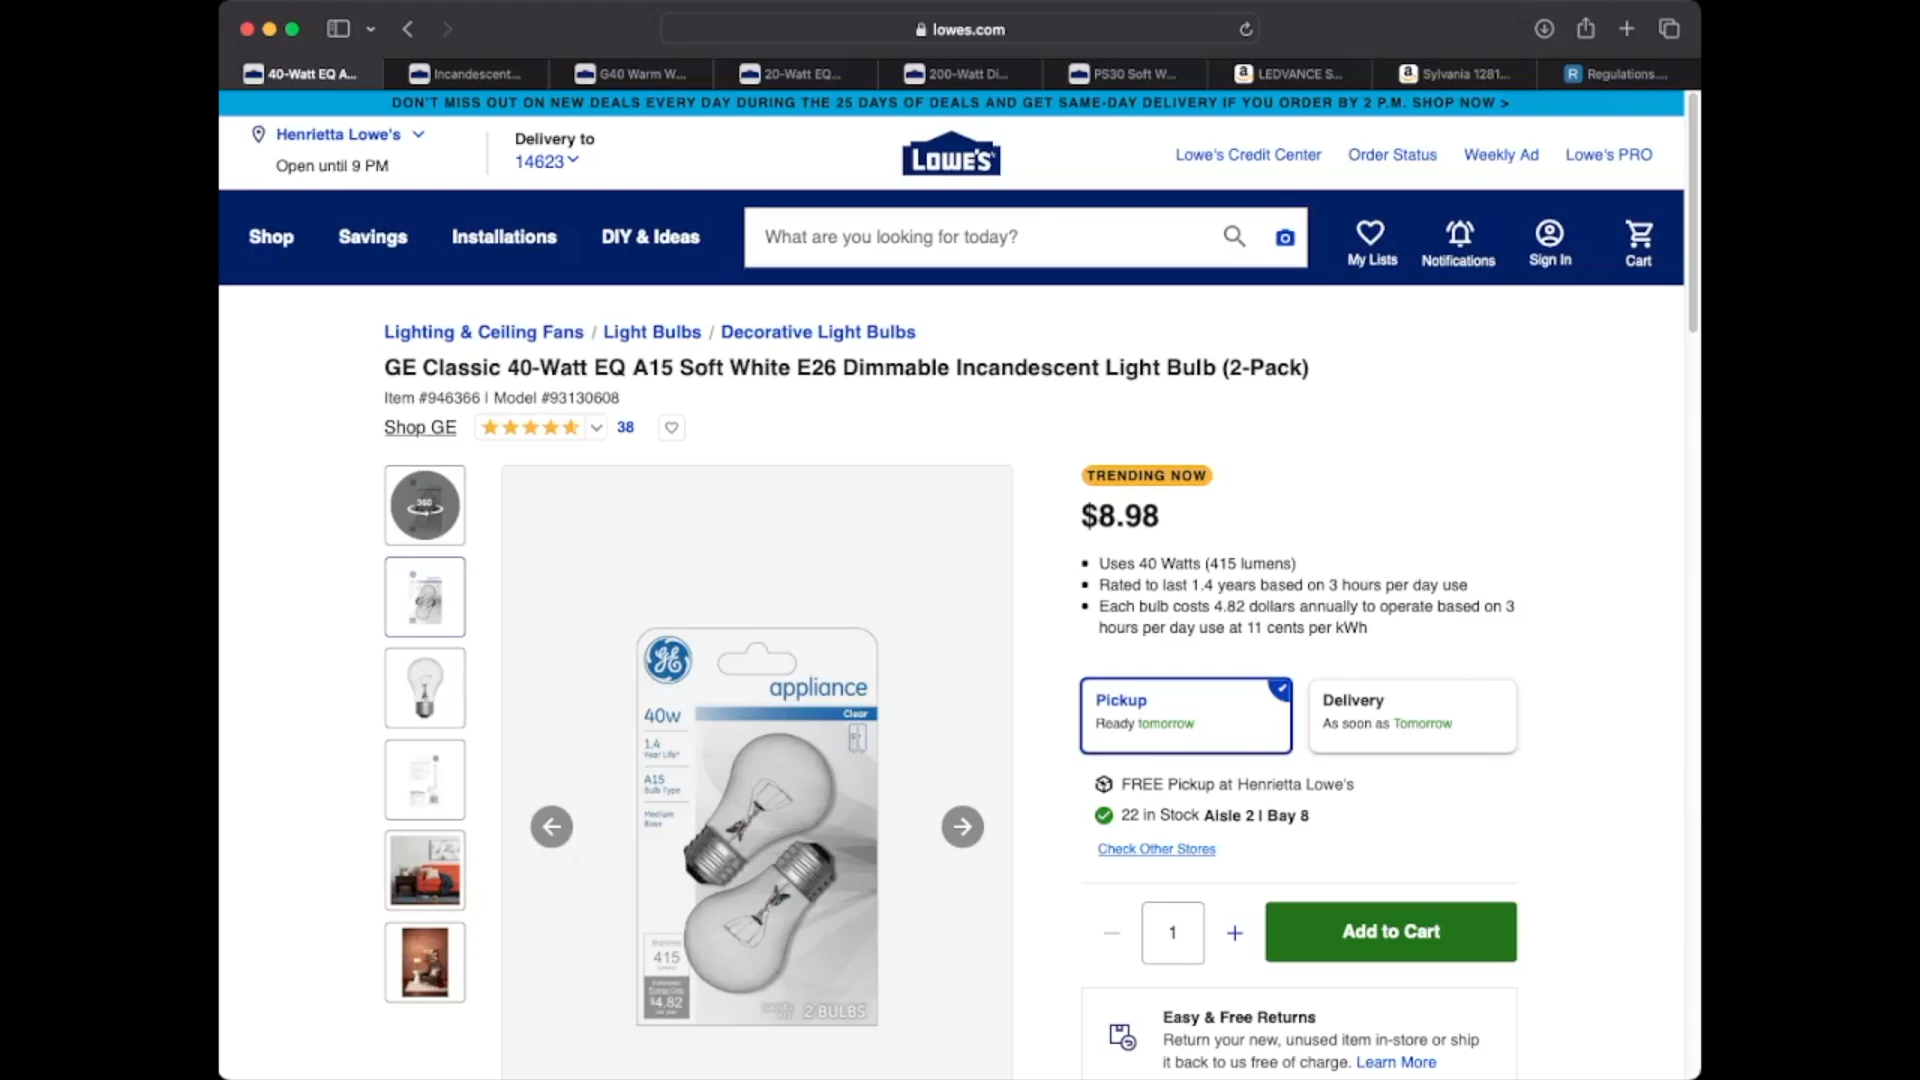 lowes.com
40-Watt EQ A...
Incandescent...
G40 Warm W...
20-Watt EQ...
200-Watt Di...
PS30 Soft W...
LEDVANCE S...
Sylvania 1281...
Regulations....
DON'T MISS OUT ON NEW DEALS EVERY DAY DURING THE 25 DAYS OF DEALS AND GET SAME-DAY DELIVERY IF YOU ORDER BY 2 P.M. SHOP NOW >
Henrietta Lowe's
Open until 9 PM
Delivery to
14623
LOWE'S
Lowe's Credit Center
Order Status
Weekly Ad
Lowe's PRO
Shop
Savings
Installations
DIY & Ideas
What are you looking for today?
My Lists
Notifications
Sign In
Cart
Lighting & Ceiling Fans / Light Bulbs / Decorative Light Bulbs
GE Classic 40-Watt EQ A15 Soft White E26 Dimmable Incandescent Light Bulb (2-Pack)
Item #946366 | Model #93130608
Shop GE
38
360
GE
appliance
40w
Clear
1.4
Year Life*
A15
Bulb Type
Medium
Base
415
$4.82
2 BULBS
TRENDING NOW
$8.98
Uses 40 Watts (415 lumens)
Rated to last 1.4 years based on 3 hours per day use
Each bulb costs 4.82 dollars annually to operate based on 3
hours per day use at 11 cents per kWh
Pickup
Ready tomorrow
Delivery
As soon as Tomorrow
FREE Pickup at Henrietta Lowe's
22 in Stock Aisle 2 | Bay 8
Check Other Stores
1
Add to Cart
Easy & Free Returns
Return your new, unused item in-store or ship
it back to us free of charge. Learn More